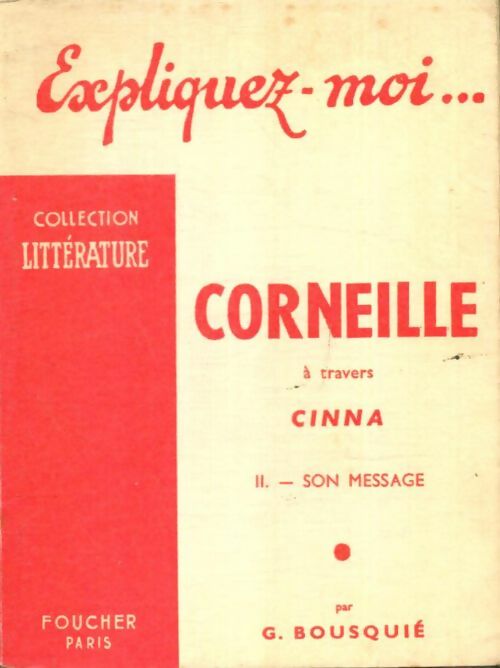 Expliquez-moi...
COLLECTION
LITTÉRATURE
CORNEILLE
à travers
CINNA
II. — SON MESSAGE
par
G. BOUSQUIÉ
FOUCHER
PARIS